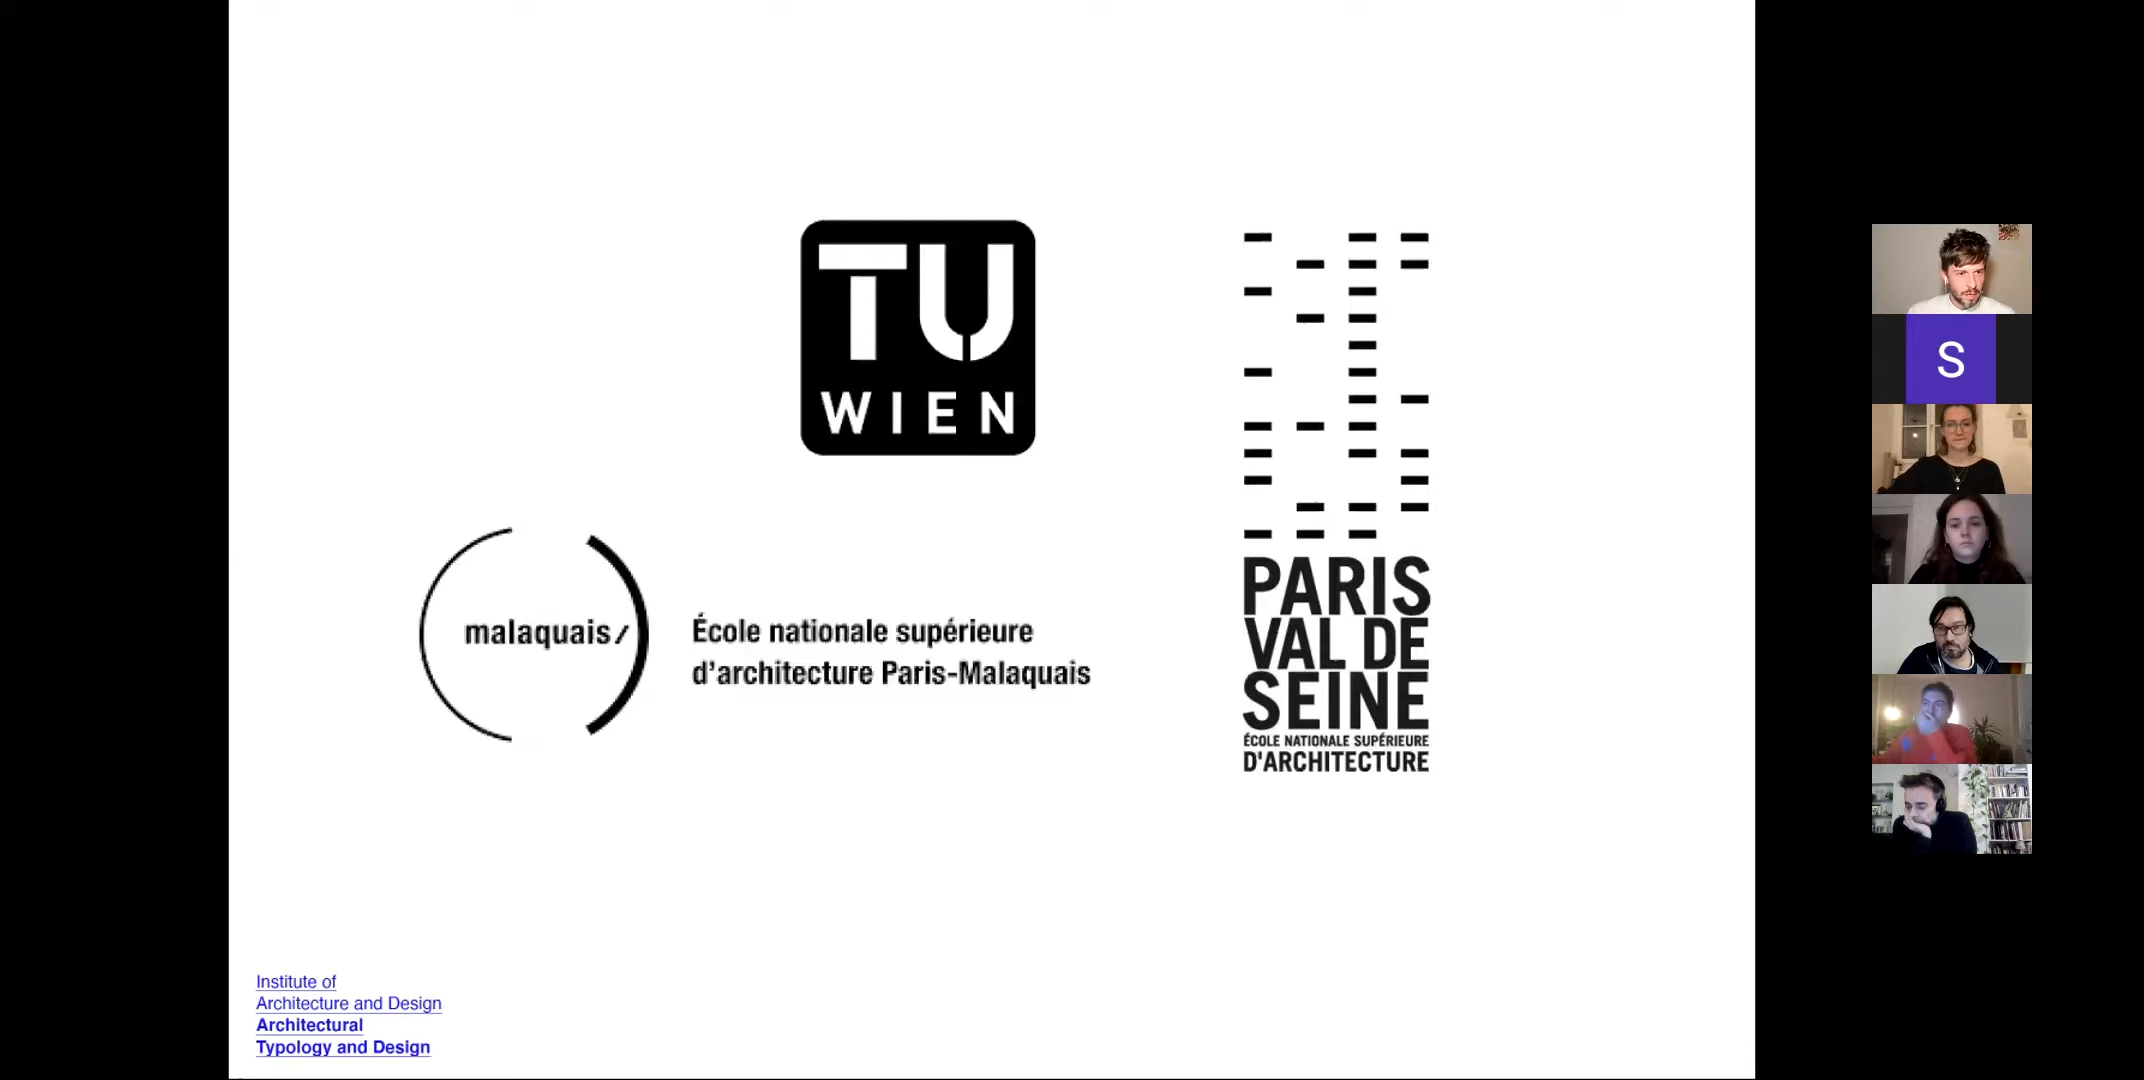 TU
WIEN
malaquais/
École nationale supérieure
d'architecture Paris-Malaquais
PARIS
VAL DE
SEINE
ÉCOLE NATIONALE SUPÉRIEURE
D'ARCHITECTURE
Institute of
Architecture and Design
Architectural
Typology and Design
S